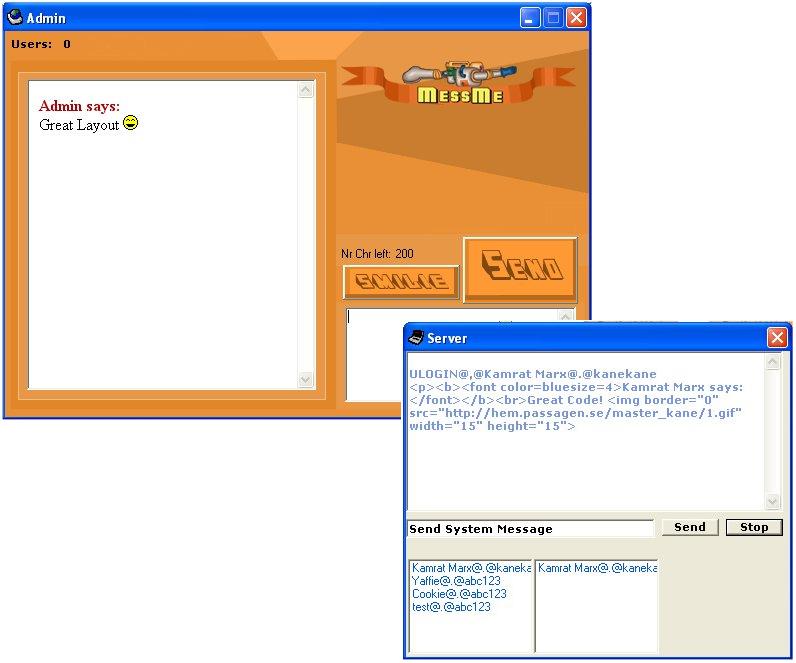 Admin
Users: 0
Admin says:
Great Layout
MessMe
Nr Chr left: 200
SMILIE
SEND
Server
ULOGIN@,@Kamrat Marx@.@kanekane
<p><b><font color=bluesize=4>Kamrat Marx says:
</font></b><br>Great Code! <img border="0"
src="http://hem.passagen.se/master_kane/1.gif"
width="15" height="15">
Send System Message
Send
Stop
Kamrat Marx@.@kaneka
Yaffie@.@abc123
Cookie@.@abc123
test@.@abc123
Kamrat Marx@.@kaneka